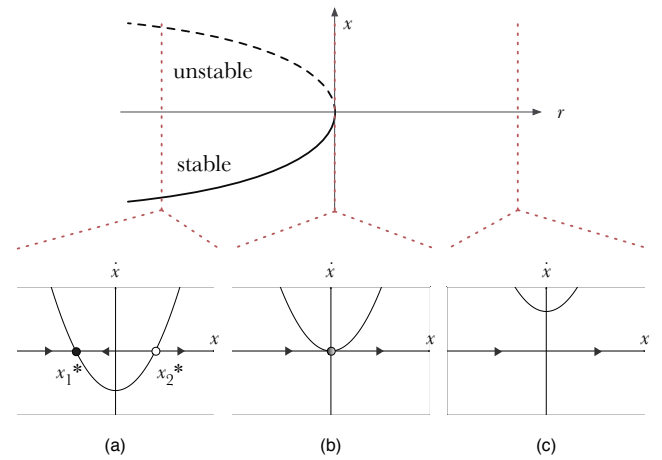 x
unstable
r
stable
ẋ ẋ ẋ
x x x
x₁* x₂*
(a) (b) (c)